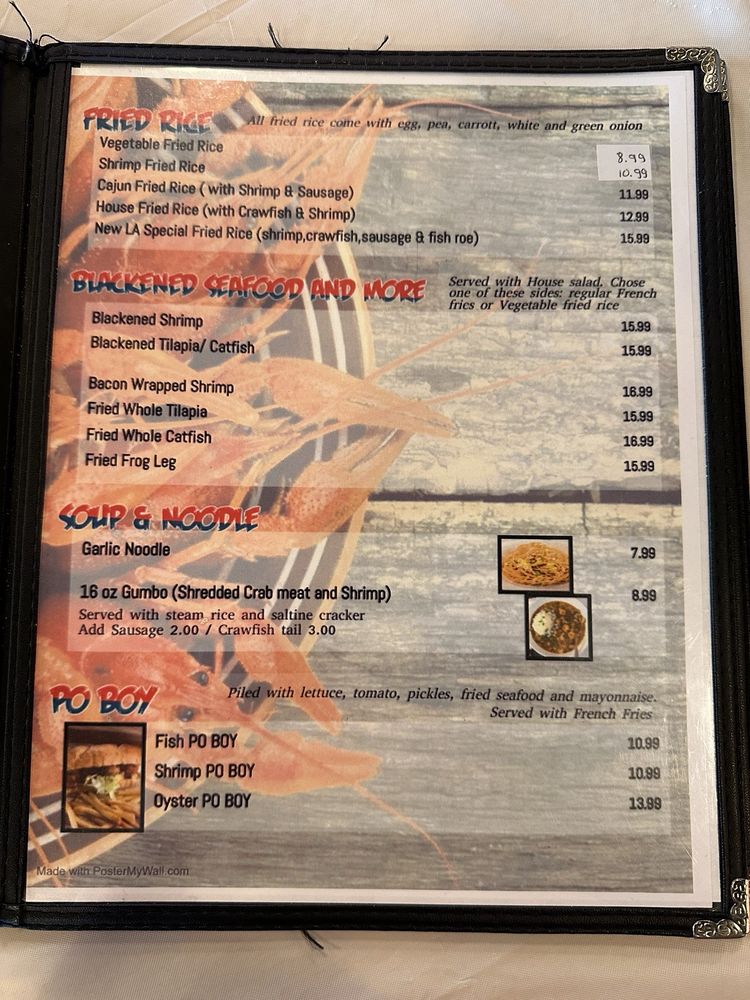 FRIED RICE All fried rice come with egg, pea, carrott, white and green onion
Vegetable Fried Rice 8.99
Shrimp Fried Rice 10.99
Cajun Fried Rice ( with Shrimp & Sausage) 11.99
House Fried Rice (with Crawfish & Shrimp) 12.99
New LA Special Fried Rice (shrimp,crawfish,sausage & fish roe) 15.99
BLACKENED SEAFOOD AND MORE
Served with House salad. Chose
one of these sides: regular French
fries or Vegetable fried rice
Blackened Shrimp 15.99
Blackened Tilapia/ Catfish 15.99
Bacon Wrapped Shrimp 16.99
Fried Whole Tilapia 15.99
Fried Whole Catfish 16.99
Fried Frog Leg 15.99
SOUP & NOODLE
Garlic Noodle 7.99
16 oz Gumbo (Shredded Crab meat and Shrimp) 8.99
Served with steam rice and saltine cracker
Add Sausage 2.00 / Crawfish tail 3.00
PO BOY Piled with lettuce, tomato, pickles, fried seafood and mayonnaise.
Served with French Fries
Fish PO BOY 10.99
Shrimp PO BOY 10.99
Oyster PO BOY 13.99
Made with PosterMyWall.com